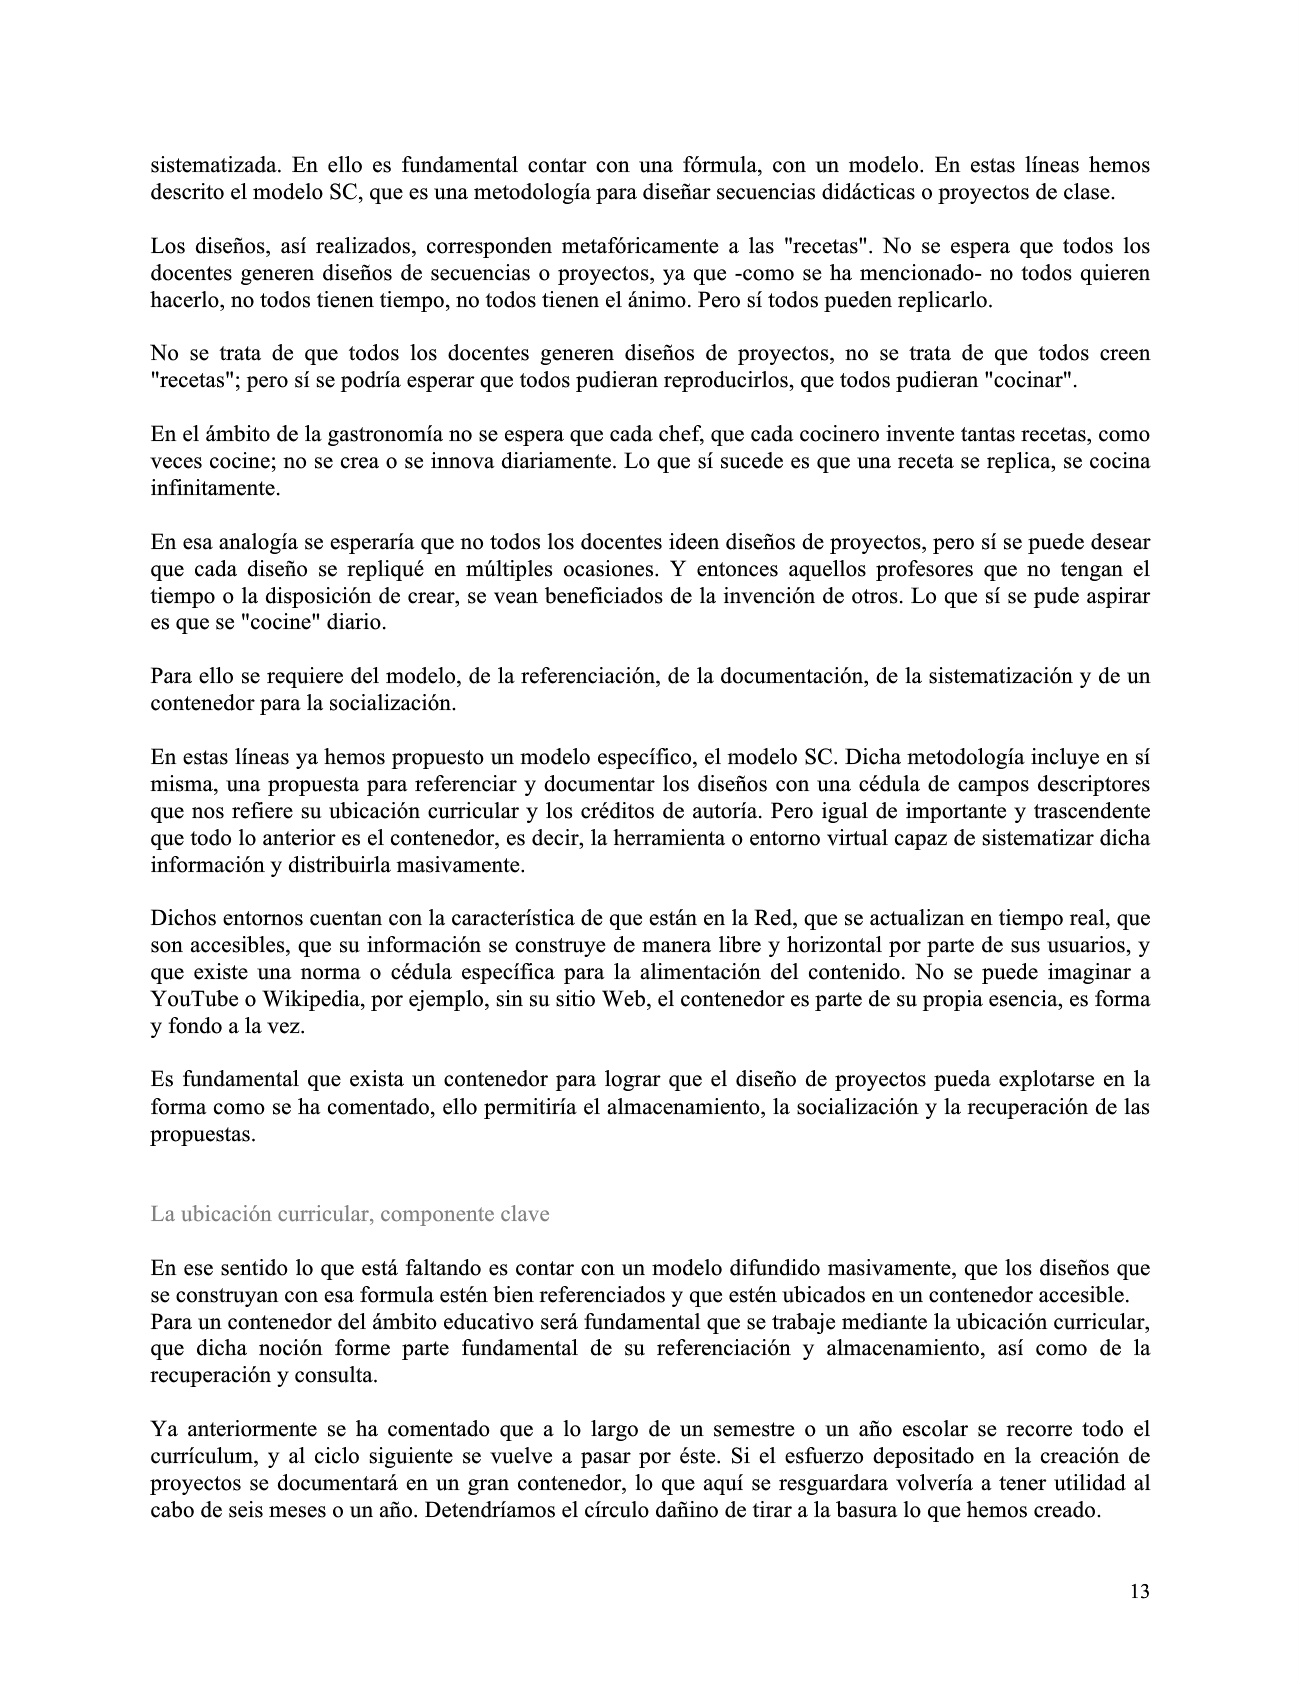 sistematizada. En ello es fundamental contar con una fórmula, con un modelo. En estas líneas hemos
descrito el modelo SC, que es una metodología para diseñar secuencias didácticas o proyectos de clase.
Los diseños, así realizados, corresponden metafóricamente a las "recetas". No se espera que todos los
docentes generen diseños de secuencias o proyectos, ya que -como se ha mencionado- no todos quieren
hacerlo, no todos tienen tiempo, no todos tienen el ánimo. Pero sí todos pueden replicarlo.
No se trata de que todos los docentes generen diseños de proyectos, no se trata de que todos creen
"recetas"; pero sí se podría esperar que todos pudieran reproducirlos, que todos pudieran "cocinar".
En el ámbito de la gastronomía no se espera que cada chef, que cada cocinero invente tantas recetas, como
veces cocine; no se crea o se innova diariamente. Lo que sí sucede es que una receta se replica, se cocina
infinitamente.
En esa analogía se esperaría que no todos los docentes ideen diseños de proyectos, pero sí se puede desear
que cada diseño se repliqué en múltiples ocasiones. Y entonces aquellos profesores que no tengan el
tiempo o la disposición de crear, se vean beneficiados de la invención de otros. Lo que sí se pude aspirar
es que se "cocine" diario.
Para ello se requiere del modelo, de la referenciación, de la documentación, de la sistematización y de un
contenedor para la socialización.
En estas líneas ya hemos propuesto un modelo específico, el modelo SC. Dicha metodología incluye en sí
misma, una propuesta para referenciar y documentar los diseños con una cédula de campos descriptores
que nos refiere su ubicación curricular y los créditos de autoría. Pero igual de importante y trascendente
que todo lo anterior es el contenedor, es decir, la herramienta o entorno virtual capaz de sistematizar dicha
información y distribuirla masivamente.
Dichos entornos cuentan con la característica de que están en la Red, que se actualizan en tiempo real, que
son accesibles, que su información se construye de manera libre y horizontal por parte de sus usuarios, y
que existe una norma o cédula específica para la alimentación del contenido. No se puede imaginar a
YouTube o Wikipedia, por ejemplo, sin su sitio Web, el contenedor es parte de su propia esencia, es forma
y fondo a la vez.
Es fundamental que exista un contenedor para lograr que el diseño de proyectos pueda explotarse en la
forma como se ha comentado, ello permitiría el almacenamiento, la socialización y la recuperación de las
propuestas.
La ubicación curricular, componente clave
En ese sentido lo que está faltando es contar con un modelo difundido masivamente, que los diseños que
se construyan con esa formula estén bien referenciados y que estén ubicados en un contenedor accesible.
Para un contenedor del ámbito educativo será fundamental que se trabaje mediante la ubicación curricular,
que dicha noción forme parte fundamental de su referenciación y almacenamiento, así como de la
recuperación y consulta.
Ya anteriormente se ha comentado que a lo largo de un semestre o un año escolar se recorre todo el
currículum, y al ciclo siguiente se vuelve a pasar por éste. Si el esfuerzo depositado en la creación de
proyectos se documentará en un gran contenedor, lo que aquí se resguardara volvería a tener utilidad al
cabo de seis meses o un año. Detendríamos el círculo dañino de tirar a la basura lo que hemos creado.
13